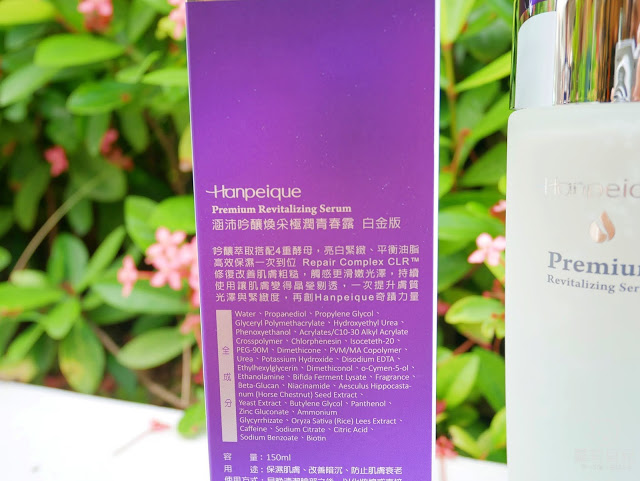 Hanpeique
Premium Revitalizing Serum
涵沛吟釀煥采極潤青春露 白金版
吟釀萃取搭配4重酵母,亮白緊緻、平衡油脂
高效保濕一次到位 Repair Complex CLR™
修復改善肌膚粗糙,觸感更滑嫩光澤,持續
使用讓肌膚變得晶瑩剔透,一次提升膚質
光澤與緊緻度,再創Hanpeique奇蹟力量
全成分
Water、Propanediol、Propylene Glycol、
Glyceryl Polymethacrylate、Hydroxyethyl Urea、
Phenoxyethanol、Acrylates/C10-30 Alkyl Acrylate
Crosspolymer、Chlorphenesin、Isoceteth-20、
PEG-90M、Dimethicone、PVM/MA Copolymer、
Urea、Potassium Hydroxide、Disodium EDTA、
Ethylhexylglycerin、Dimethiconol、o-Cymen-5-ol、
Ethanolamine、Bifida Ferment Lysate、Fragrance、
Beta-Glucan、Niacinamide、Aesculus Hippocasta-
num (Horse Chestnut) Seed Extract、
Yeast Extract、Butylene Glycol、Panthenol、
Zinc Gluconate、Ammonium
Glycyrrhizate、Oryza Sativa (Rice) Lees Extract、
Caffeine、Sodium Citrate、Citric Acid、
Sodium Benzoate、Biotin
容 量:150ml
用 途:保濕肌膚、改善暗沉、防止肌膚衰老
使用方式:
Hanpeique
Premium
Revitalizing Ser